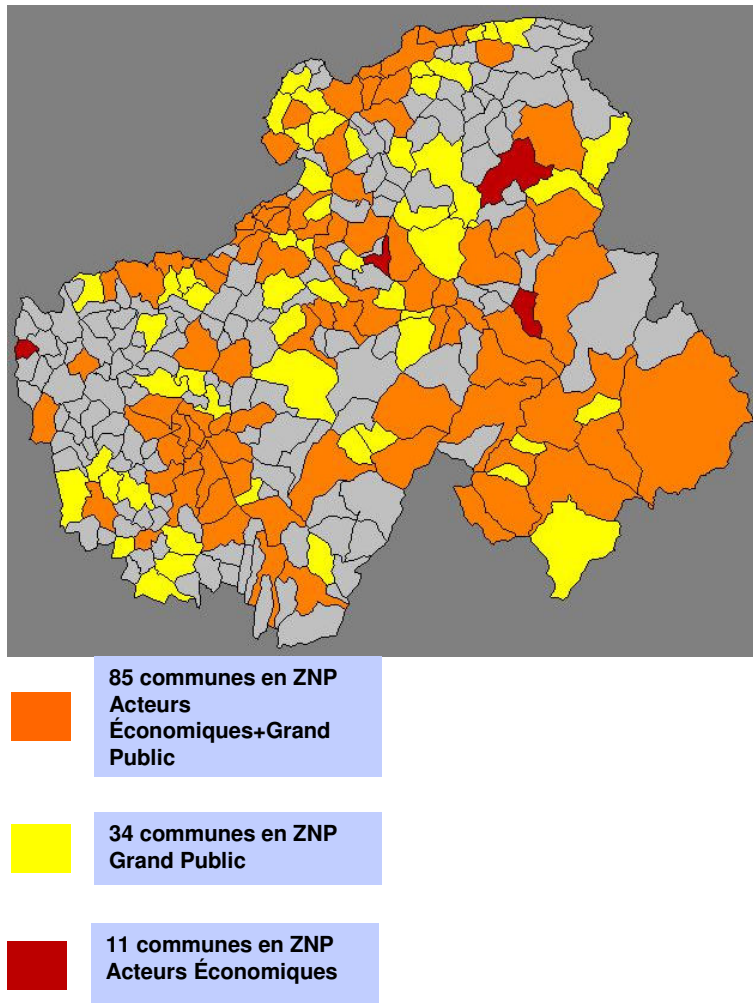 85 communes en ZNP
Acteurs
Économiques+Grand
Public
34 communes en ZNP
Grand Public
11 communes en ZNP
Acteurs Économiques